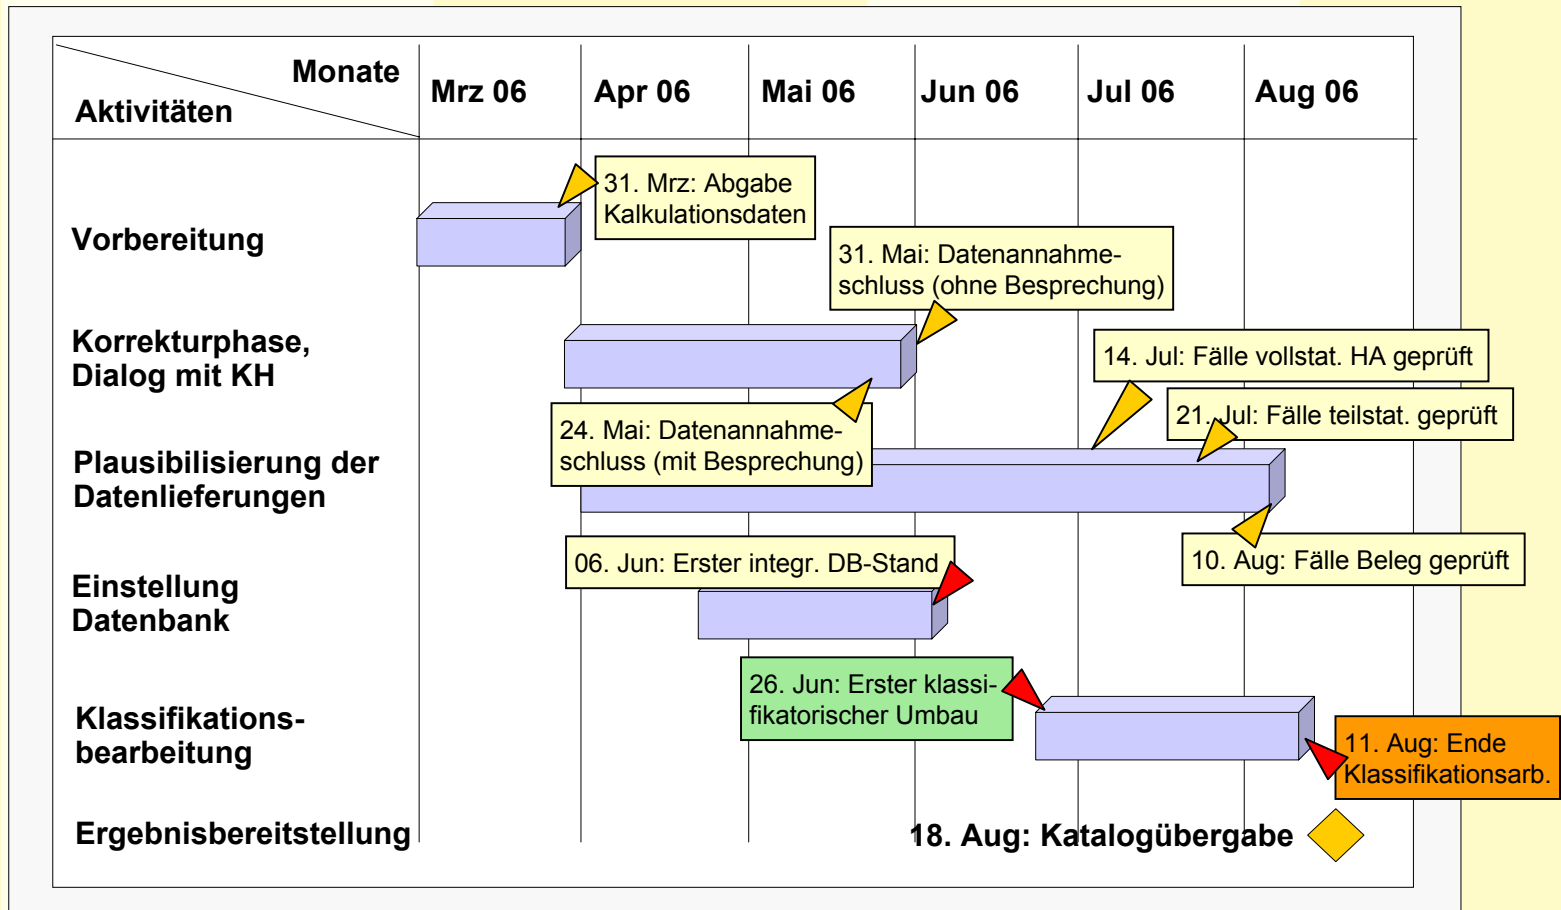 Monate
Aktivitäten
Mrz 06
Apr 06
Mai 06
Jun 06
Jul 06
Aug 06
Vorbereitung
31. Mrz: Abgabe
Kalkulationsdaten
31. Mai: Datenannahme-
schluss (ohne Besprechung)
Korrekturphase,
Dialog mit KH
14. Jul: Fälle vollstat. HA geprüft
24. Mai: Datenannahme-
schluss (mit Besprechung)
21. Jul: Fälle teilstat. geprüft
Plausibilisierung der
Datenlieferungen
10. Aug: Fälle Beleg geprüft
06. Jun: Erster integr. DB-Stand
Einstellung
Datenbank
26. Jun: Erster klassi-
fikatorischer Umbau
Klassifikations-
bearbeitung
11. Aug: Ende
Klassifikationsarb.
Ergebnisbereitstellung
18. Aug: Katalogübergabe